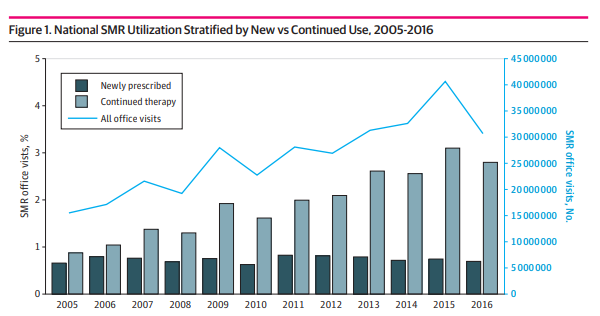 Figure 1. National SMR Utilization Stratified by New vs Continued Use, 2005-2016
5
4
3
2
1
0
SMR office vists, %
Newly prescribed
Continued therapy
All office visits
45 000 000
40 000 000
35 000 000
30 000 000
25 000 000
20 000 000
15 000 000
10 000 000
5 000 000
0
SMR office visits, No.
2005 2006 2007 2008 2009 2010 2011 2012 2013 2014 2015 2016